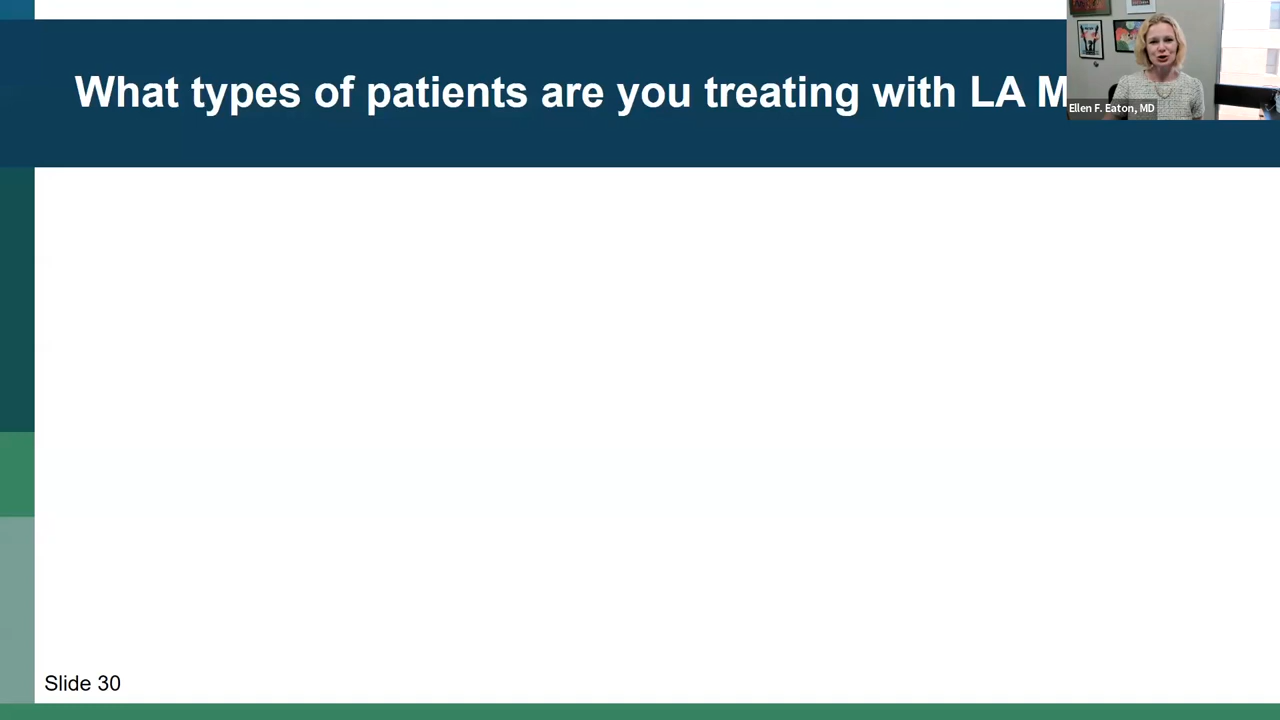 What types of patients are you treating with LA M
Ellen F. Eaton, MD
Slide 30